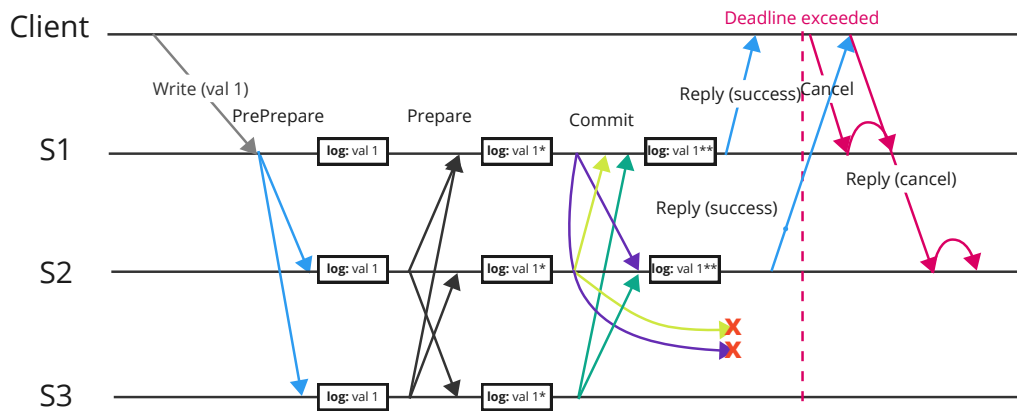 Deadline exceeded
Client
Write (val 1)
Reply (success)
Cancel
PrePrepare
Prepare
Commit
S1
log: val 1
log: val 1*
log: val 1**
Reply (cancel)
Reply (success)
S2
log: val 1
log: val 1*
log: val 1**
X
X
S3
log: val 1
log: val 1*